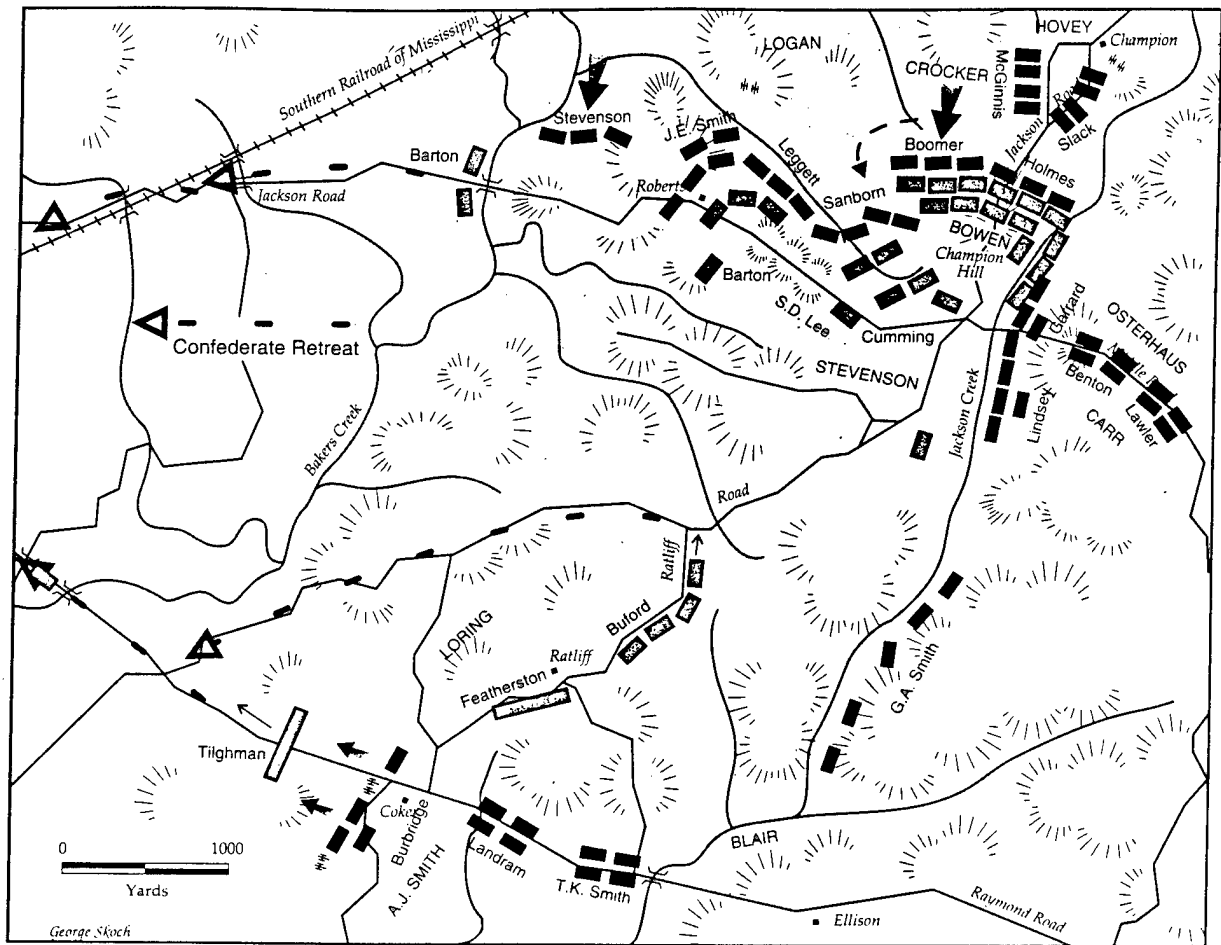 HOVEY
Champion
LOGAN
CROCKER
McGinnis
Southern Railroad of Mississippi
Jackson Road
Slack
Stevenson
J.E. Smith
Leggett
Boomer
Holmes
Barton
Jackson Road
Roberts
Sanborn
BOWEN
Champion Hill
Barton
S.D. Lee
Cumming
Gerrard
OSTERHAUS
Confederate Retreat
STEVENSON
Benton
Lawler
CARR
Lindsey
Jackson Creek
Bakers Creek
Road
Ratliff
LORING
Buford
Ratliff
Featherston
G.A. Smith
Tilghman
Coker
Burbridge
A.J. SMITH
Landram
T.K. Smith
BLAIR
0 1000
Yards
Ellison
Raymond Road
George Skoch